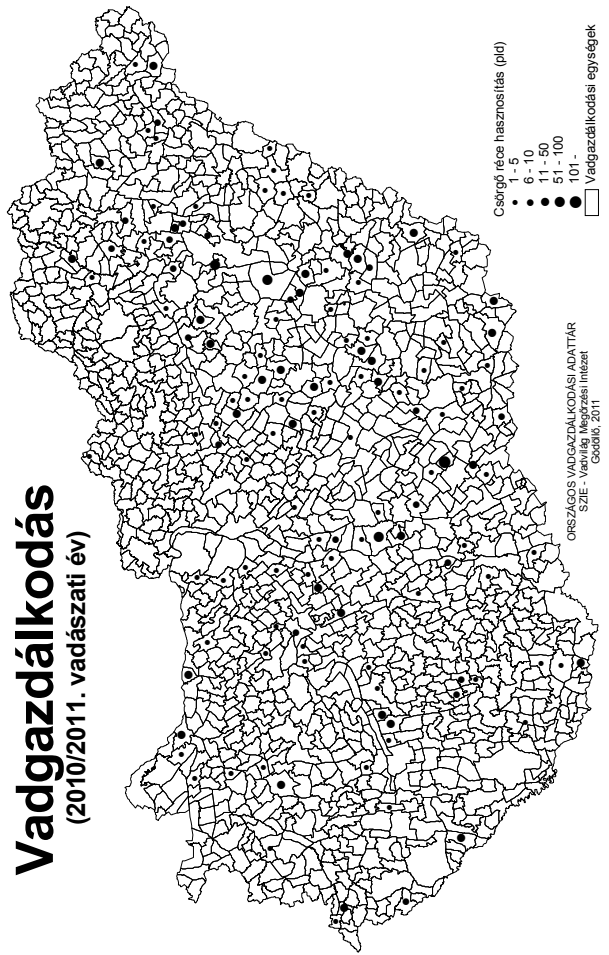 Vadgazdálkodás
(2010/2011. vadászati év)
Csörgő réce hasznosítás (pld)
1 - 5
6 - 10
11 - 50
51 - 100
101 -
Vadgazdálkodási egységek
ORSZÁGOS VADGAZDÁLKODÁSI ADATTÁR
SZIE - Vadvilág Megőrzési Intézet
Gödöllő, 2011